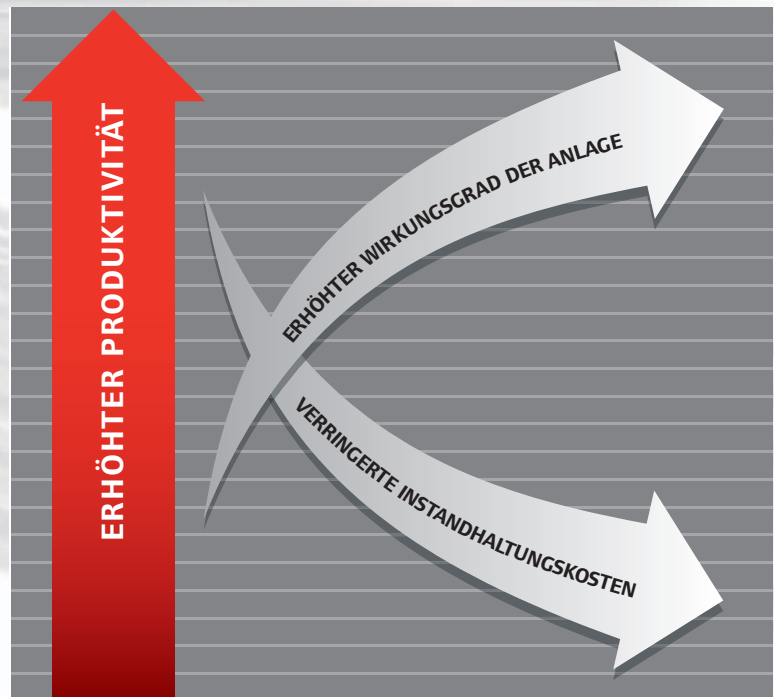 ERHÖHTER PRODUKTIVITÄT
ERHÖHTER WIRKUNGSGRAD DER ANLAGE
VERRINGERTE INSTANDHALTUNGSKOSTEN